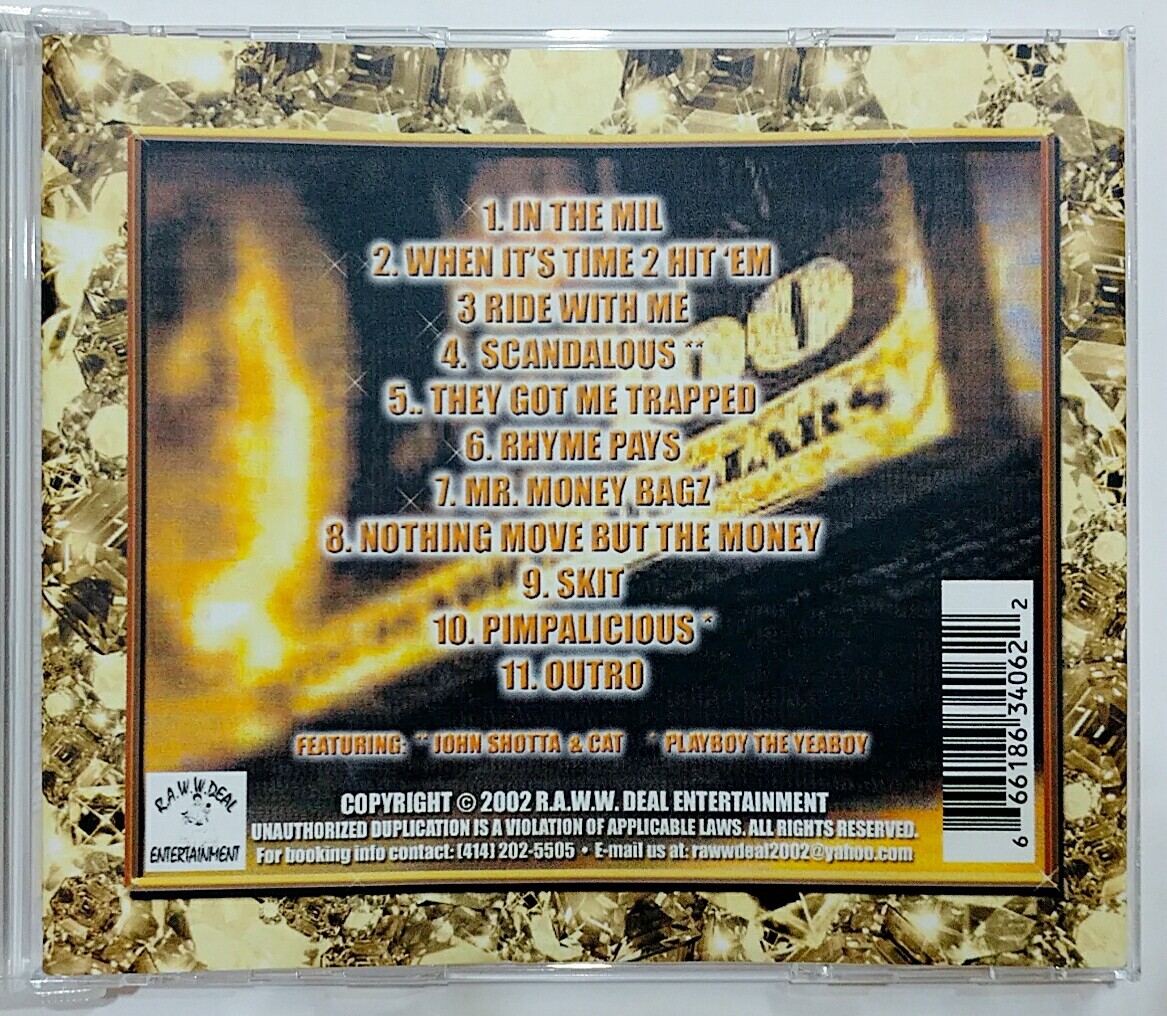 1. IN THE MIL
2. WHEN IT'S TIME 2 HIT 'EM
3 RIDE WITH ME
4. SCANDALOUS **
5.. THEY GOT ME TRAPPED
6. RHYME PAYS
7. MR. MONEY BAGZ
8. NOTHING MOVE BUT THE MONEY
9. SKIT
10. PIMPALICIOUS *
11. OUTRO
FEATURING: ** JOHN SHOTTA & CAT * PLAYBOY THE YEABOY
R.A.W.W. DEAL
ENTERTAINMENT
COPYRIGHT © 2002 R.A.W.W. DEAL ENTERTAINMENT
UNAUTHORIZED DUPLICATION IS A VIOLATION OF APPLICABLE LAWS. ALL RIGHTS RESERVED.
For booking info contact: (414) 202-5505 • E-mail us at: rawwdeal2002@yahoo.com
6 66186 34062 2